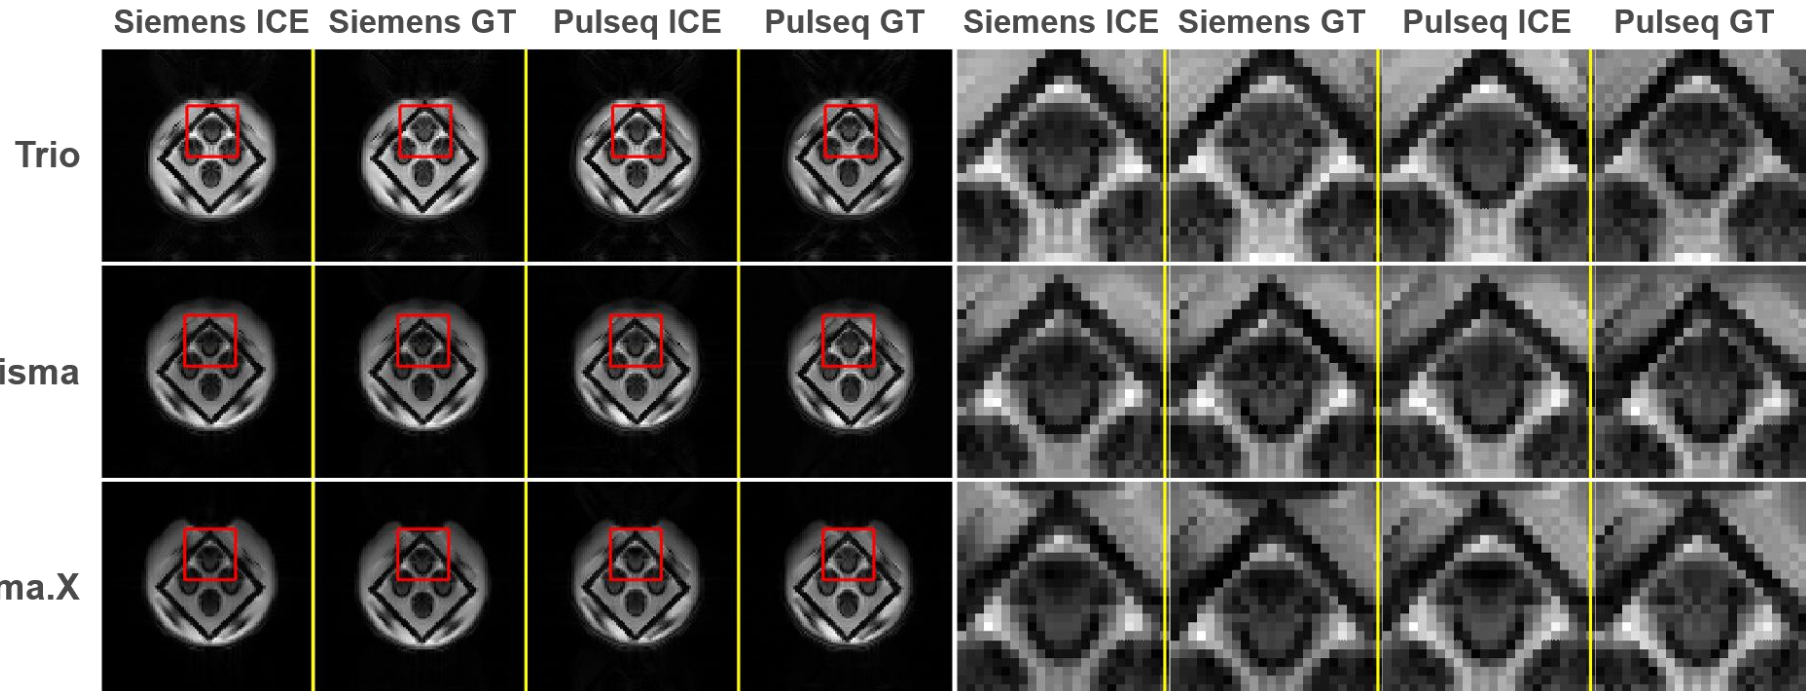 Siemens ICE Siemens GT Pulseq ICE Pulseq GT Siemens ICE Siemens GT Pulseq ICE Pulseq GT
Trio
isma
ma.X